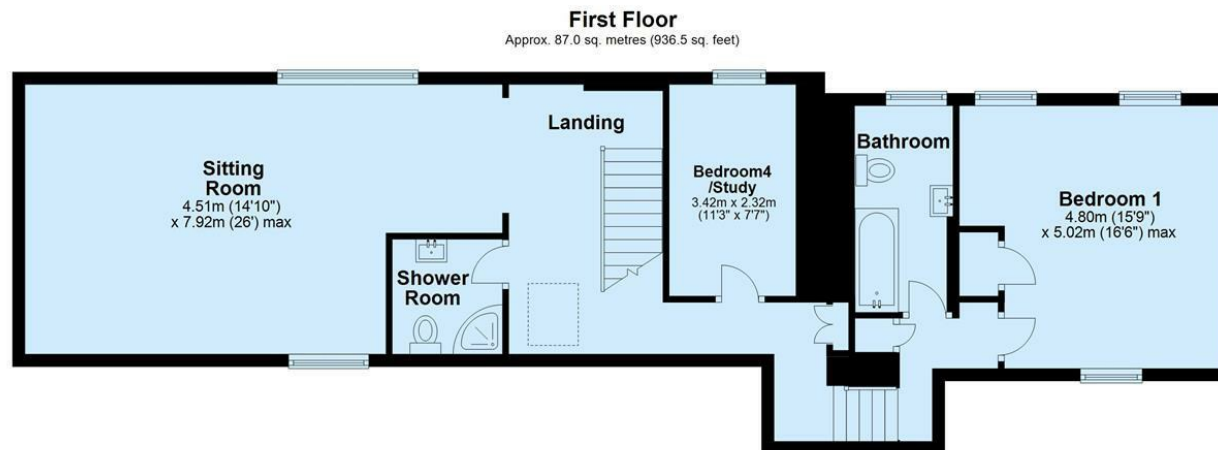 First Floor
Approx. 87.0 sq. metres (936.5 sq. feet)
Sitting
Room
4.51m (14'10")
x 7.92m (26') max
Landing
Shower
Room
Bedroom4
/Study
3.42m x 2.32m
(11'3" x 7'7")
Bathroom
Bedroom 1
4.80m (15'9")
x 5.02m (16'6") max